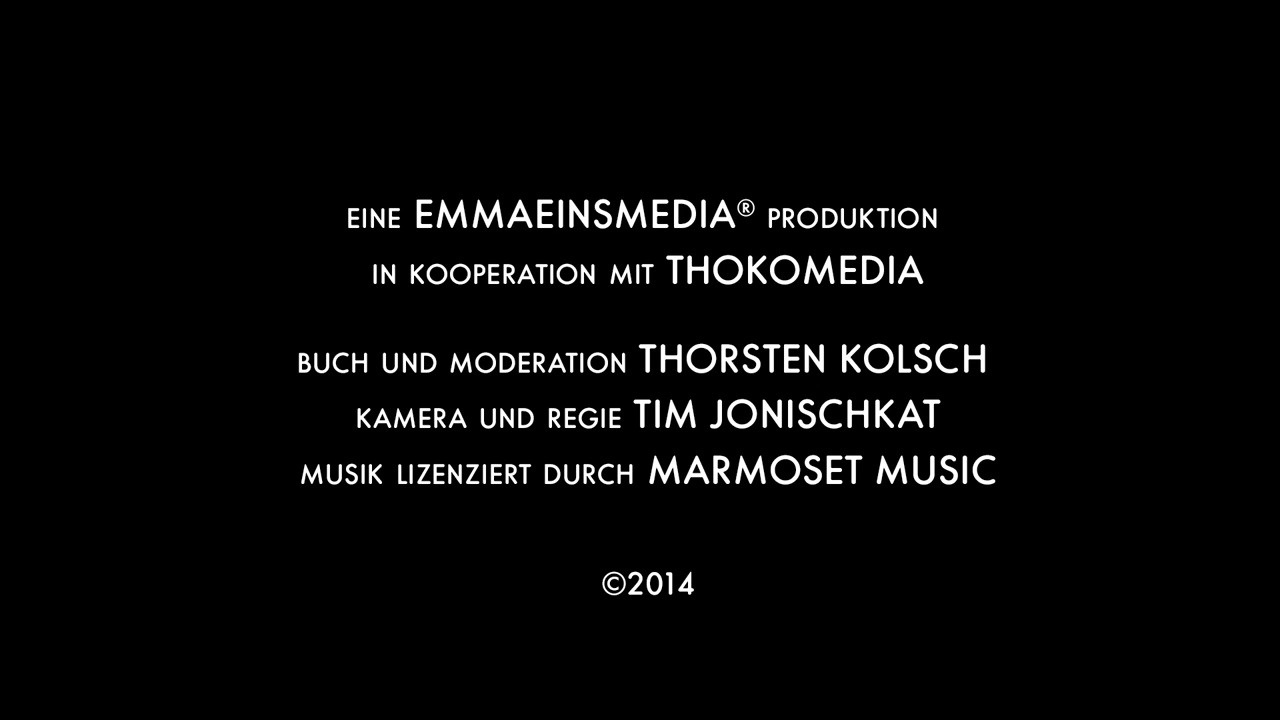 EINE EMMAEINSMEDIA® PRODUKTION
IN KOOPERATION MIT THOKOMEDIA
BUCH UND MODERATION THORSTEN KOLSCH
KAMERA UND REGIE TIM JONISCHKAT
MUSIK LIZENZIERT DURCH MARMOSET MUSIC
©2014